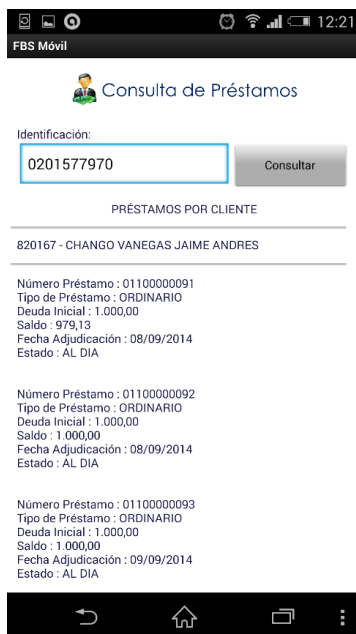 12:21
FBS Móvil
Consulta de Préstamos
Identificación:
0201577970
Consultar
PRÉSTAMOS POR CLIENTE
820167 - CHANGO VANEGAS JAIME ANDRES
Número Préstamo : 01100000091
Tipo de Préstamo : ORDINARIO
Deuda Inicial : 1.000,00
Saldo : 979,13
Fecha Adjudicación : 08/09/2014
Estado : AL DIA
Número Préstamo : 01100000092
Tipo de Préstamo : ORDINARIO
Deuda Inicial : 1.000,00
Saldo : 1.000,00
Fecha Adjudicación : 08/09/2014
Estado : AL DIA
Número Préstamo : 01100000093
Tipo de Préstamo : ORDINARIO
Deuda Inicial : 1.000,00
Saldo : 1.000,00
Fecha Adjudicación : 09/09/2014
Estado : AL DIA